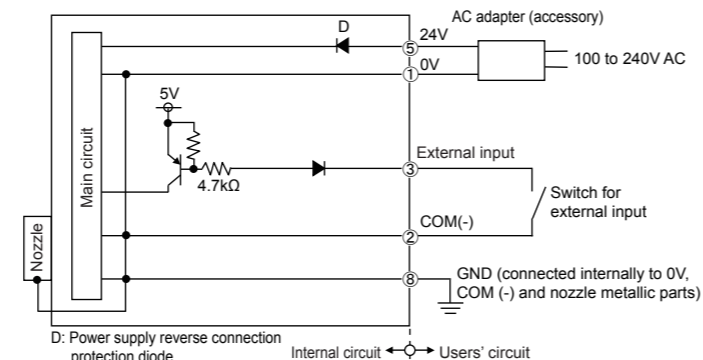 AC adapter (accessory)
D
24V
⑤
100 to 240V AC
0V
①
5V
Main circuit
4.7kΩ
External input
③
Switch for
external input
COM(-)
②
Nozzle
⑧
GND (connected internally to 0V,
COM (-) and nozzle metallic parts)
D: Power supply reverse connection
protection diode
Internal circuit
Users' circuit